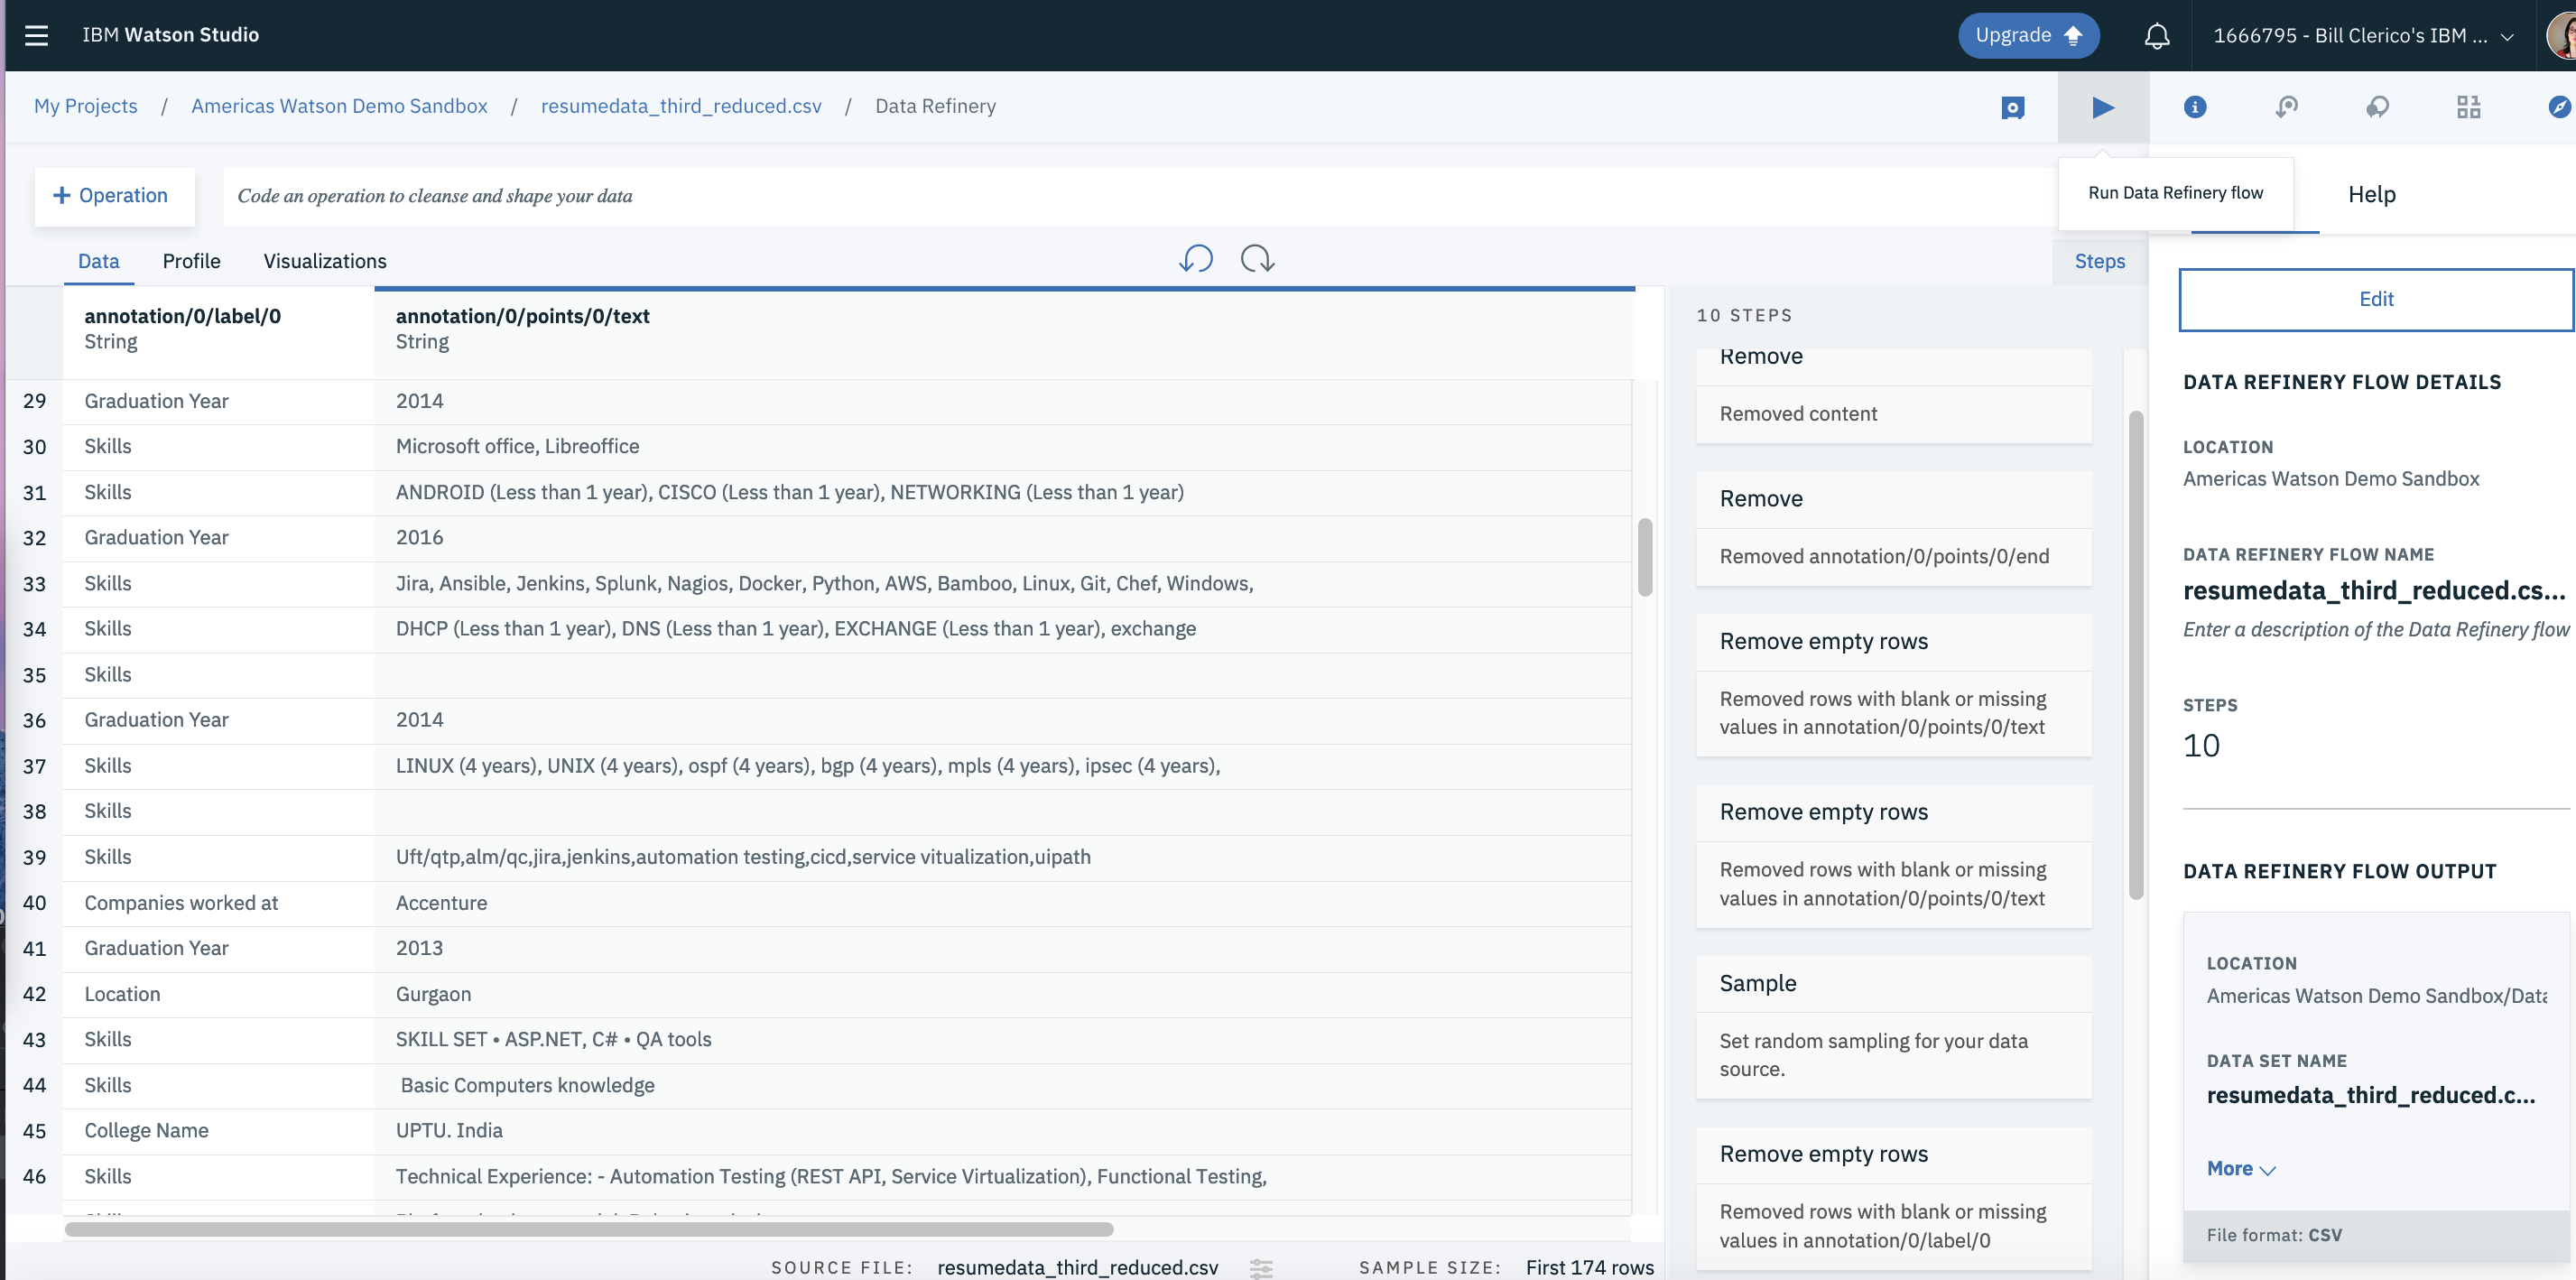 IBM Watson Studio
Upgrade
1666795 - Bill Clerico's IBM ...
My Projects / Americas Watson Demo Sandbox / resumedata_third_reduced.csv / Data Refinery
+ Operation
Code an operation to cleanse and shape your data
Run Data Refinery flow
Help
Data
Profile
Visualizations
Steps
annotation/0/label/0
String
annotation/0/points/0/text
String
29 Graduation Year 2014
30 Skills Microsoft office, Libreoffice
31 Skills ANDROID (Less than 1 year), CISCO (Less than 1 year), NETWORKING (Less than 1 year)
32 Graduation Year 2016
33 Skills Jira, Ansible, Jenkins, Splunk, Nagios, Docker, Python, AWS, Bamboo, Linux, Git, Chef, Windows,
34 Skills DHCP (Less than 1 year), DNS (Less than 1 year), EXCHANGE (Less than 1 year), exchange
35 Skills
36 Graduation Year 2014
37 Skills LINUX (4 years), UNIX (4 years), ospf (4 years), bgp (4 years), mpls (4 years), ipsec (4 years),
38 Skills
39 Skills Uft/qtp,alm/qc,jira,jenkins,automation testing,cicd,service vitualization,uipath
40 Companies worked at Accenture
41 Graduation Year 2013
42 Location Gurgaon
43 Skills SKILL SET • ASP.NET, C# • QA tools
44 Skills Basic Computers knowledge
45 College Name UPTU. India
46 Skills Technical Experience: - Automation Testing (REST API, Service Virtualization), Functional Testing,
SOURCE FILE: resumedata_third_reduced.csv
SAMPLE SIZE: First 174 rows
10 STEPS
Remove
Removed content
Remove
Removed annotation/0/points/0/end
Remove empty rows
Removed rows with blank or missing
values in annotation/0/points/0/text
Remove empty rows
Removed rows with blank or missing
values in annotation/0/points/0/text
Sample
Set random sampling for your data
source.
Remove empty rows
Removed rows with blank or missing
values in annotation/0/label/0
Edit
DATA REFINERY FLOW DETAILS
LOCATION
Americas Watson Demo Sandbox
DATA REFINERY FLOW NAME
resumedata_third_reduced.cs...
Enter a description of the Data Refinery flow
STEPS
10
DATA REFINERY FLOW OUTPUT
LOCATION
Americas Watson Demo Sandbox/Data
DATA SET NAME
resumedata_third_reduced.c...
More
File format: CSV